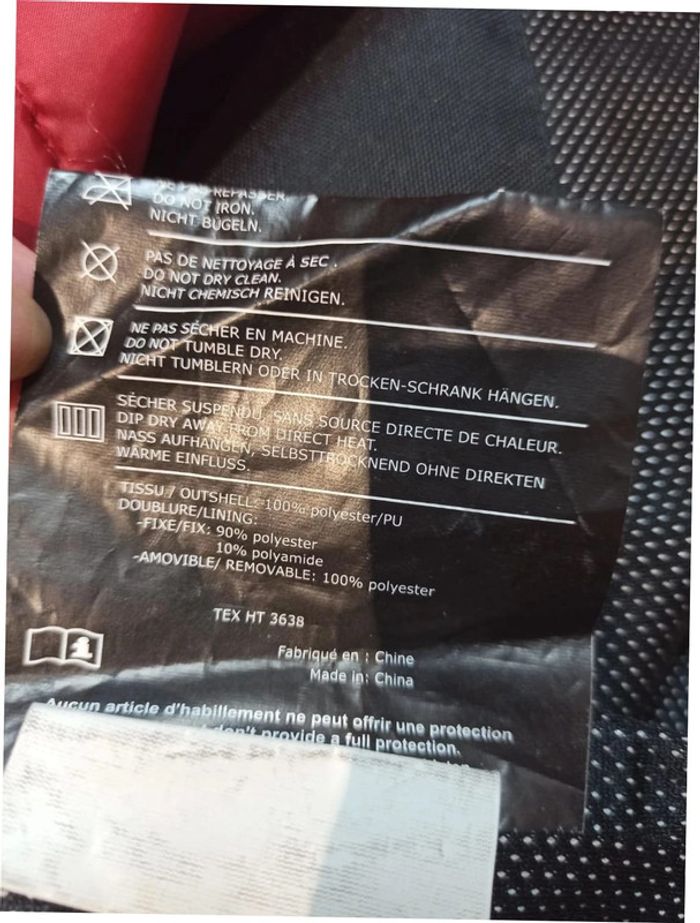 REPASSER
DO NOT IRON.
NICHT BÜGELN.
PAS DE NETTOYAGE À SEC .
DO NOT DRY CLEAN.
NICHT CHEMISCH REINIGEN.
NE PAS SÉCHER EN MACHINE.
DO NOT TUMBLE DRY.
NICHT TUMBLERN ODER IN TROCKEN-SCHRANK HÄNGEN.
SÉCHER SUSPENDU, SANS SOURCE DIRECTE DE CHALEUR.
DIP DRY AWAY FROM DIRECT HEAT.
NASS AUFHANGEN, SELBSTTROCKNEND OHNE DIREKTEN
WÄRME EINFLUSS.
TISSU / OUTSHELL: 100% polyester/PU
DOUBLURE/LINING:
-FIXE/FIX: 90% polyester
10% polyamide
-AMOVIBLE/ REMOVABLE: 100% polyester
TEX HT 3638
Fabriqué en : Chine
Made in: China
Aucun article d'habillement ne peut offrir une protection
don't provide a full protection.